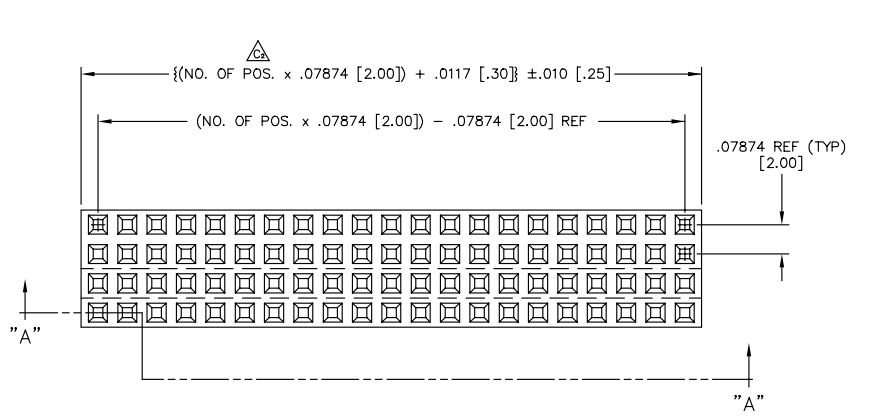 C2
{(NO. OF POS. x .07874 [2.00]) + .0117 [.30]} ±.010 [.25]
(NO. OF POS. x .07874 [2.00]) − .07874 [2.00] REF
.07874 REF (TYP)
[2.00]
"A"
"A"